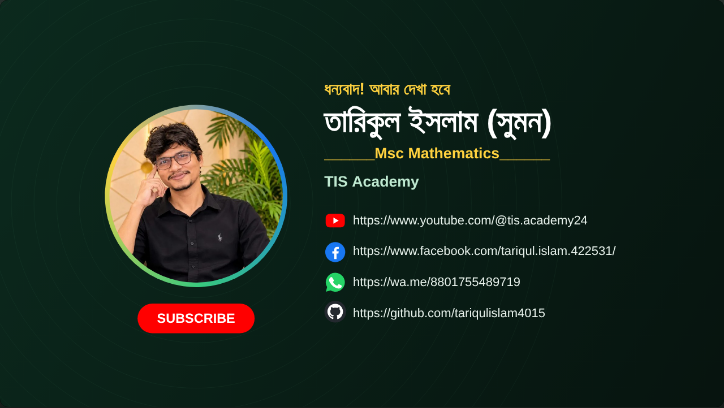 ধন্যবাদ! আবার দেখা হবে
তারিকুল ইসলাম (সুমন)
______Msc Mathematics______
TIS Academy
https://www.youtube.com/@tis.academy24
https://www.facebook.com/tariqul.islam.422531/
https://wa.me/8801755489719
https://github.com/tariqulislam4015
SUBSCRIBE